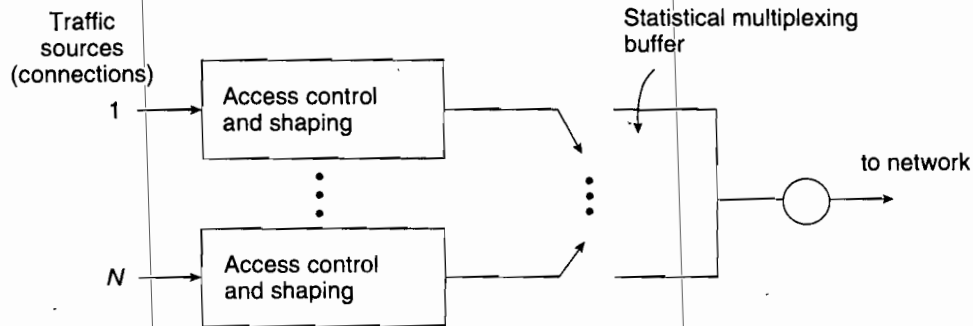 Traffic
sources
(connections)
Statistical multiplexing
buffer
1
Access control
and shaping
to network
N
Access control
and shaping